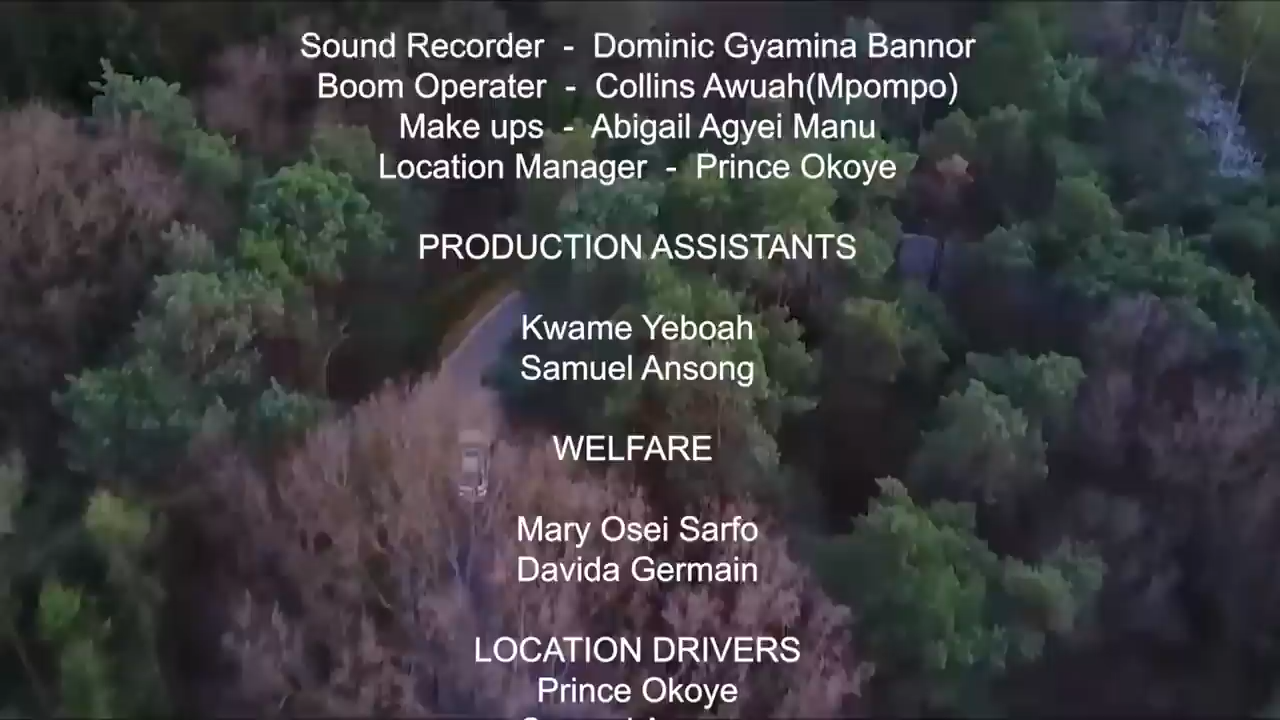 Sound Recorder - Dominic Gyamina Bannor
Boom Operater - Collins Awuah(Mpompo)
Make ups - Abigail Agyei Manu
Location Manager - Prince Okoye
PRODUCTION ASSISTANTS
Kwame Yeboah
Samuel Ansong
WELFARE
Mary Osei Sarfo
Davida Germain
LOCATION DRIVERS
Prince Okoye